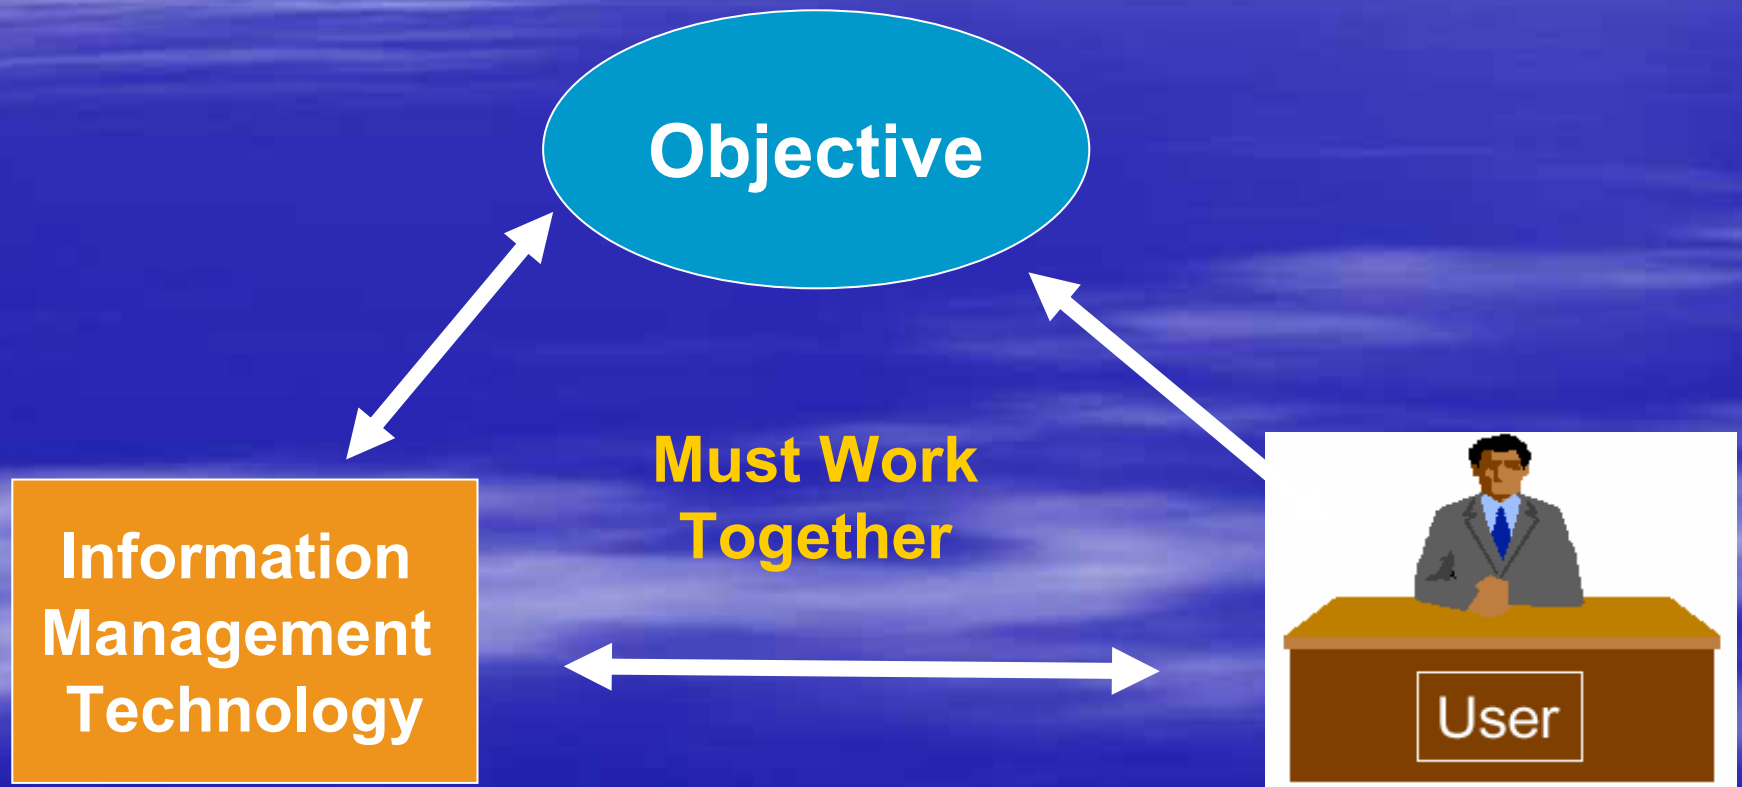 Objective
Must Work
Together
Information
Management
Technology
User